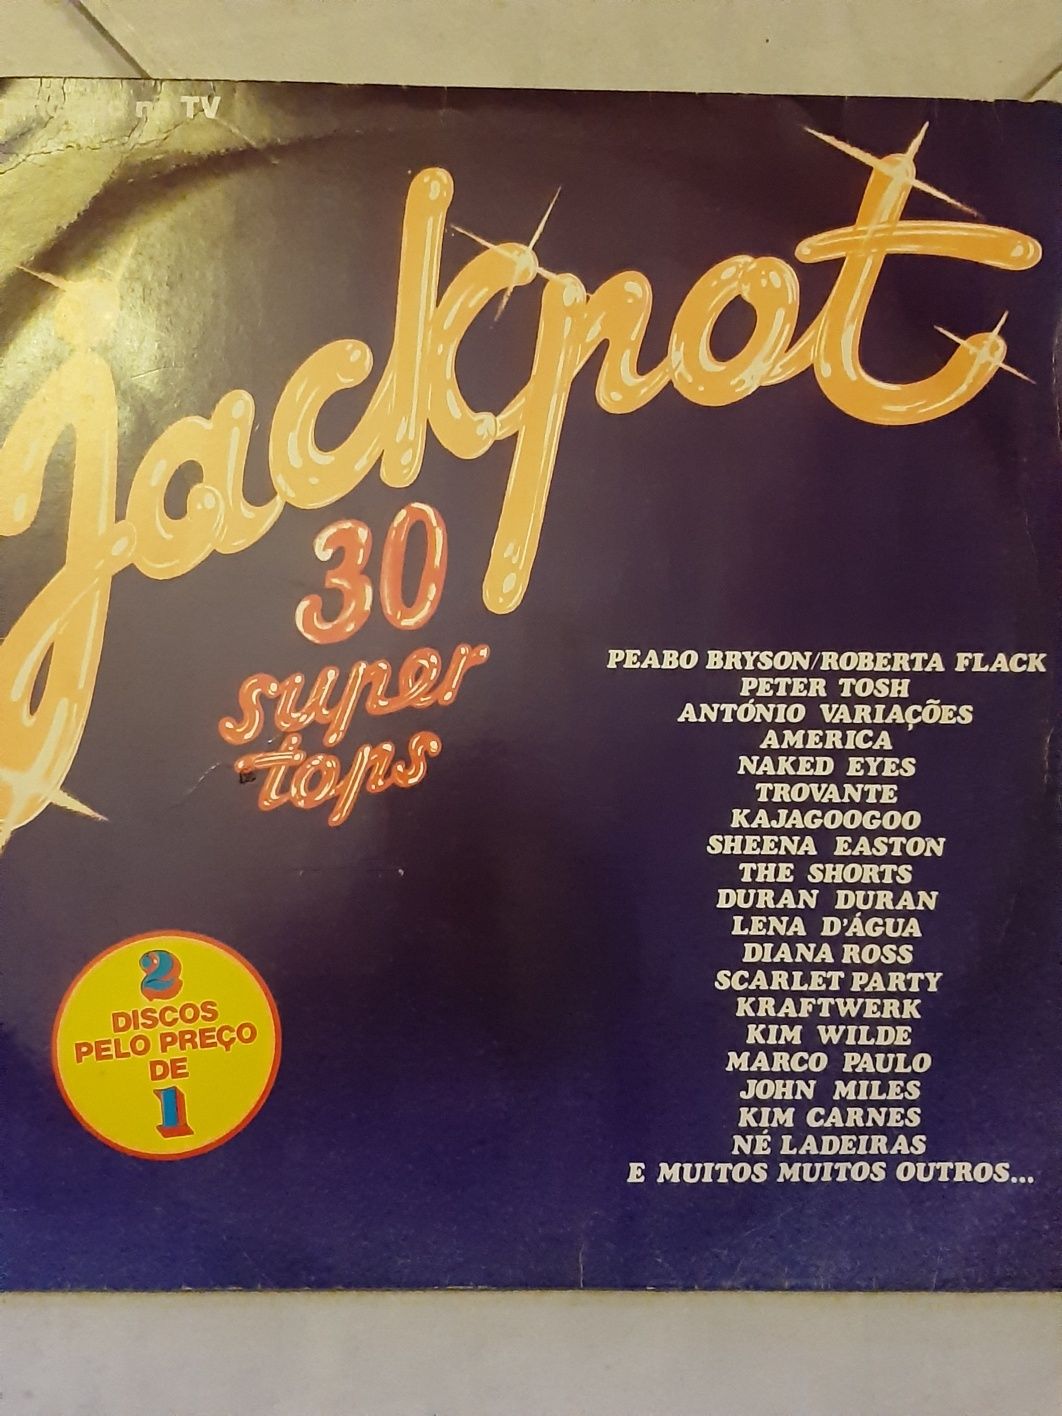 na TV
jackpot
30
super
tops
PEABO BRYSON/ROBERTA FLACK
PETER TOSH
ANTÓNIO VARIAÇÕES
AMERICA
NAKED EYES
TROVANTE
KAJAGOOGOO
SHEENA EASTON
THE SHORTS
DURAN DURAN
LENA D'ÁGUA
DIANA ROSS
SCARLET PARTY
KRAFTWERK
KIM WILDE
MARCO PAULO
JOHN MILES
KIM CARNES
NÉ LADEIRAS
E MUITOS MUITOS OUTROS...
2
DISCOS
PELO PREÇO
DE
1